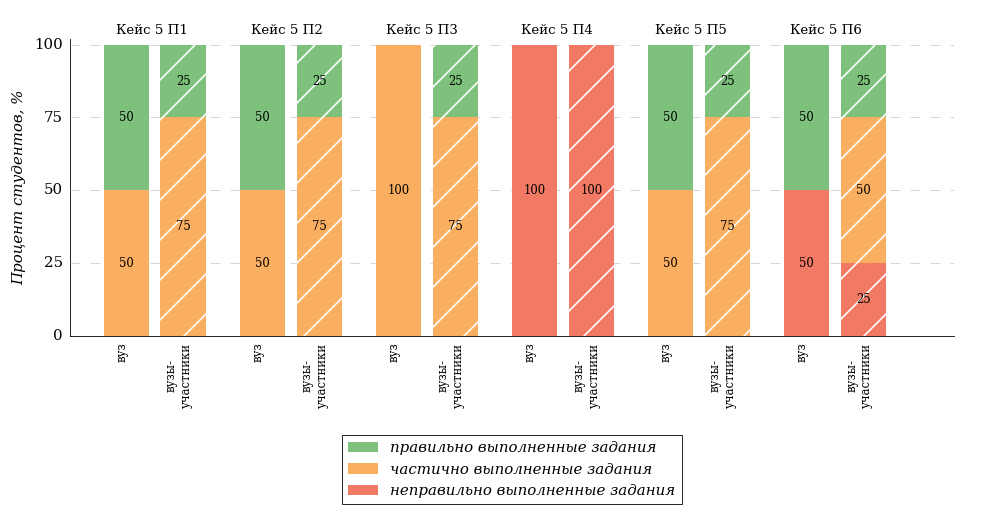 Кейс 5 П1 Кейс 5 П2 Кейс 5 П3 Кейс 5 П4 Кейс 5 П5 Кейс 5 П6
Процент студентов, %
100
75
50
25
0
50 25
50 75
50 25
50 75
100 25
75
100 100
50 25
50 75
50 25
50 50
25
вуз
вузы-
участники
вуз
вузы-
участники
вуз
вузы-
участники
вуз
вузы-
участники
вуз
вузы-
участники
вуз
вузы-
участники
правильно выполненные задания
частично выполненные задания
неправильно выполненные задания